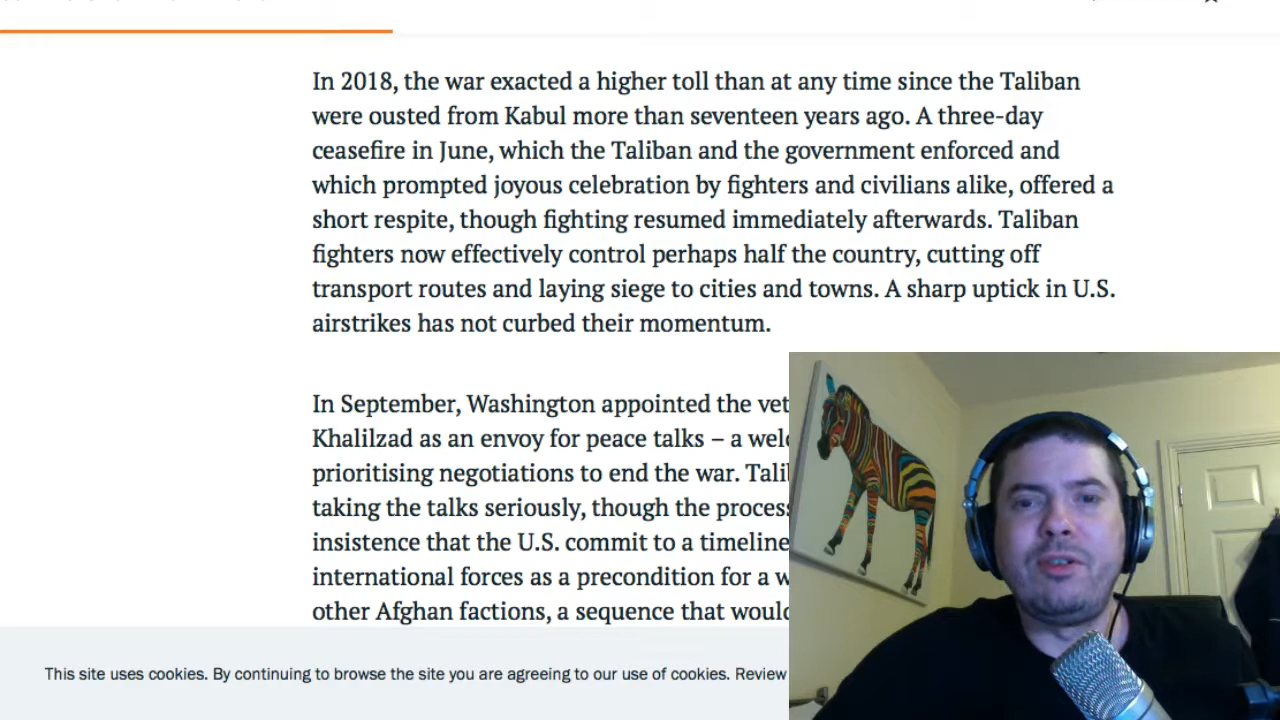 In 2018, the war exacted a higher toll than at any time since the Taliban
were ousted from Kabul more than seventeen years ago. A three-day
ceasefire in June, which the Taliban and the government enforced and
which prompted joyous celebration by fighters and civilians alike, offered a
short respite, though fighting resumed immediately afterwards. Taliban
fighters now effectively control perhaps half the country, cutting off
transport routes and laying siege to cities and towns. A sharp uptick in U.S.
airstrikes has not curbed their momentum.
In September, Washington appointed the vet
Khalilzad as an envoy for peace talks – a welc
prioritising negotiations to end the war. Tali
taking the talks seriously, though the process
insistence that the U.S. commit to a timeline
international forces as a precondition for a w
other Afghan factions, a sequence that would
This site uses cookies. By continuing to browse the site you are agreeing to our use of cookies. Review